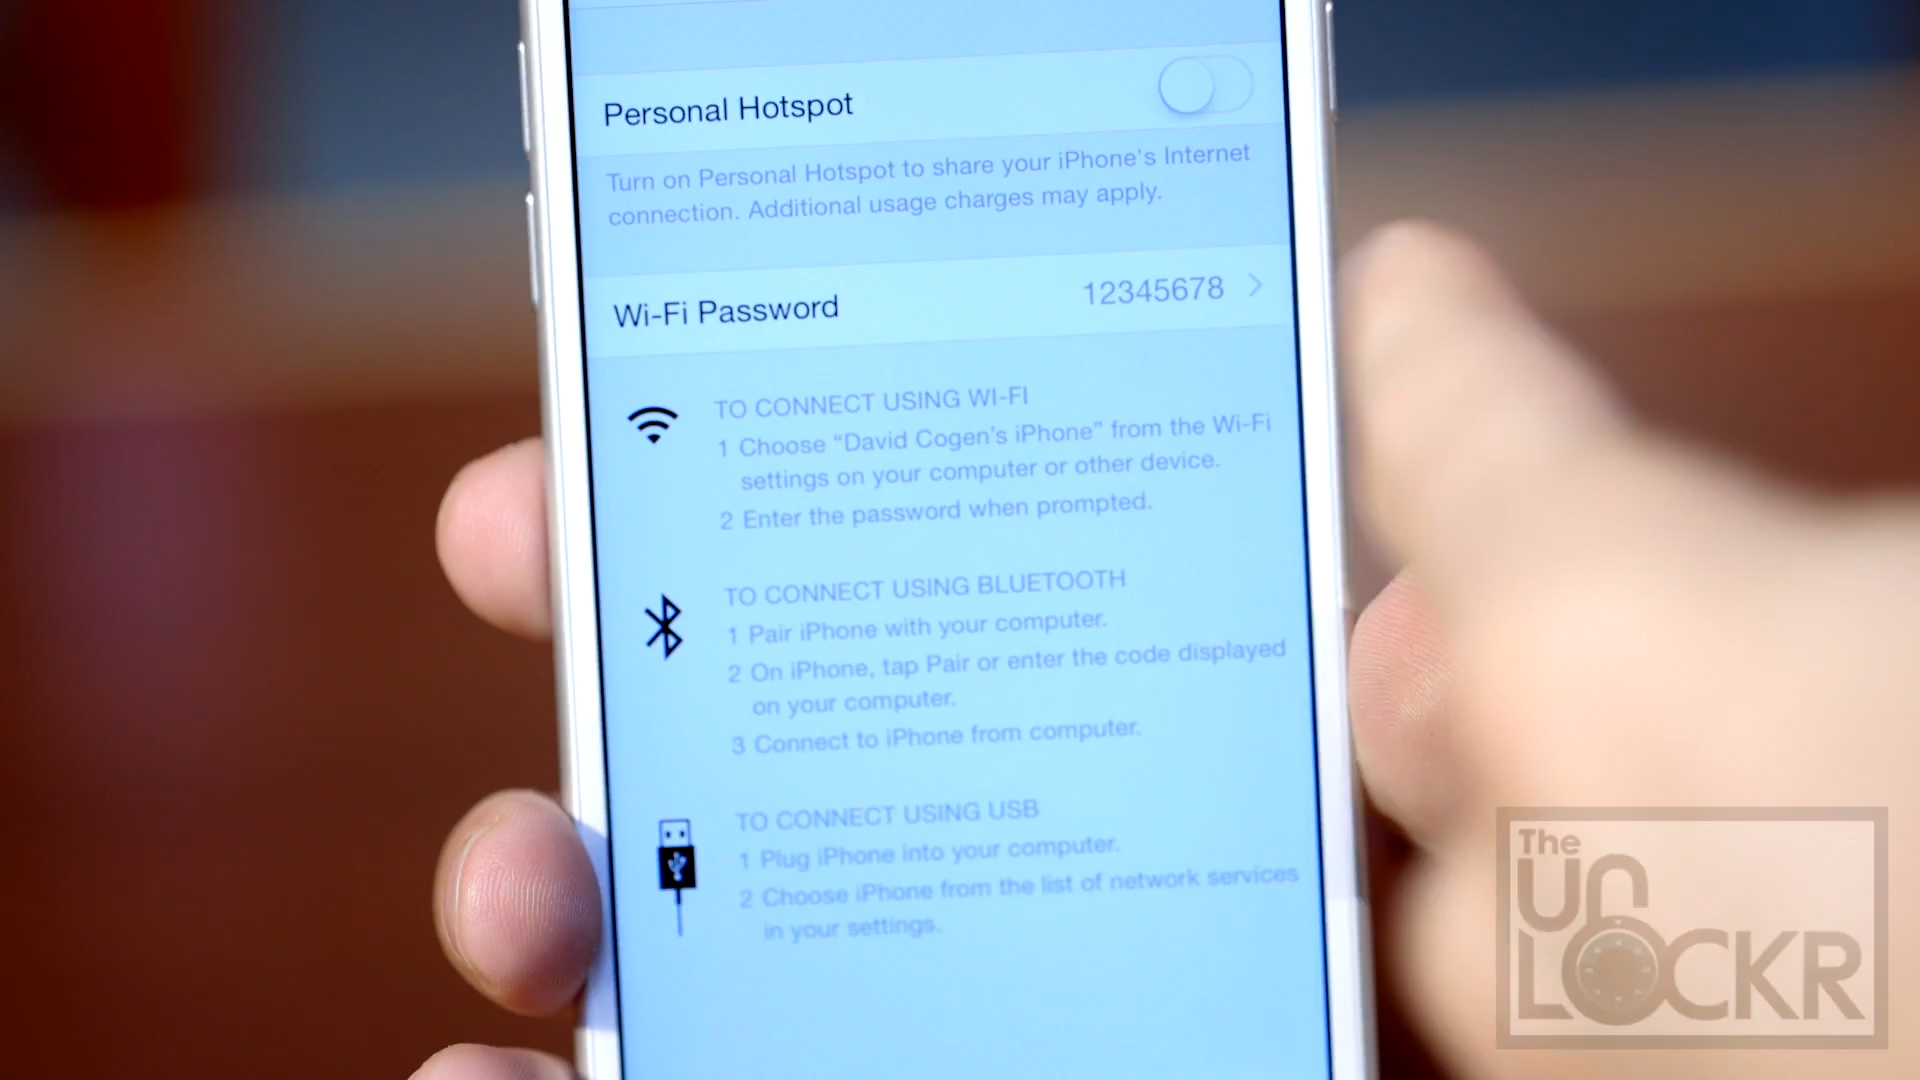 Personal Hotspot
Turn on Personal Hotspot to share your iPhone's Internet
connection. Additional usage charges may apply.
Wi-Fi Password 12345678
TO CONNECT USING WI-FI
1 Choose “David Cogen’s iPhone” from the Wi-Fi
settings on your computer or other device.
2 Enter the password when prompted.
TO CONNECT USING BLUETOOTH
1 Pair iPhone with your computer.
2 On iPhone, tap Pair or enter the code displayed
on your computer.
3 Connect to iPhone from computer.
TO CONNECT USING USB
1 Plug iPhone into your computer.
2 Choose iPhone from the list of network services
in your settings.
The
UN
LOCKR